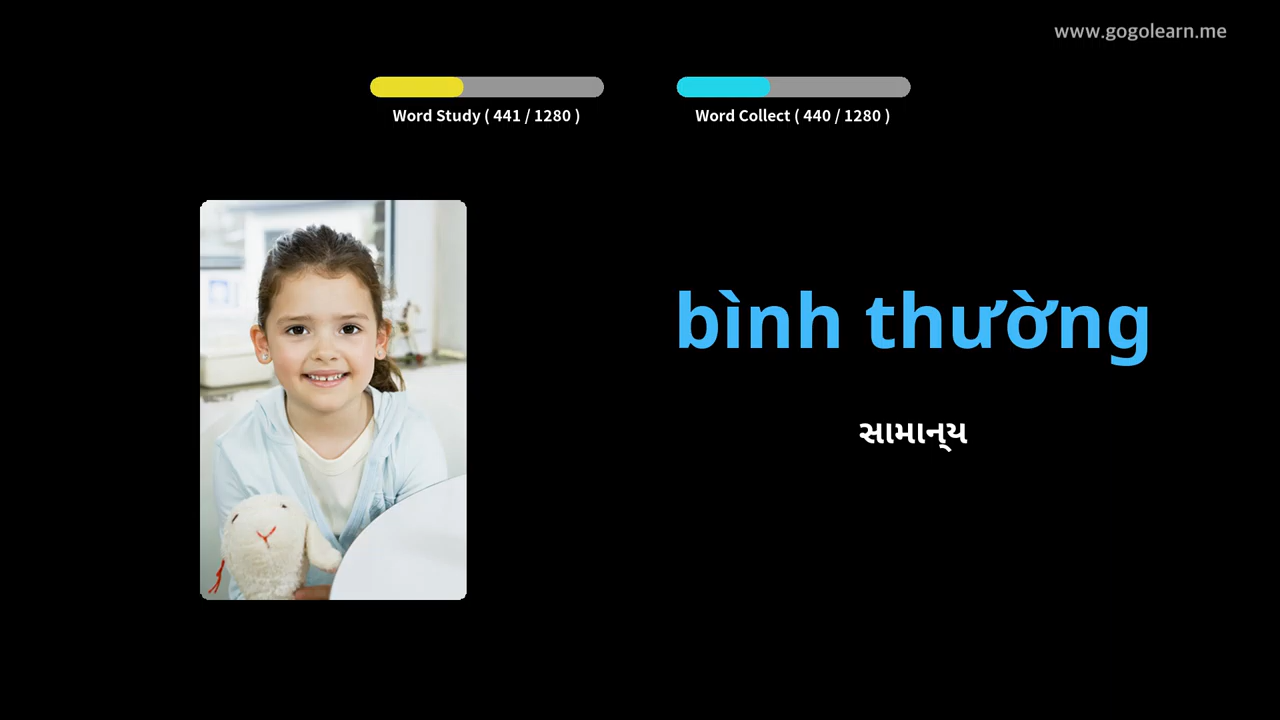 www.gogolearn.me
Word Study ( 441 / 1280 )
Word Collect ( 440 / 1280 )
bình thường
સામાન્ય